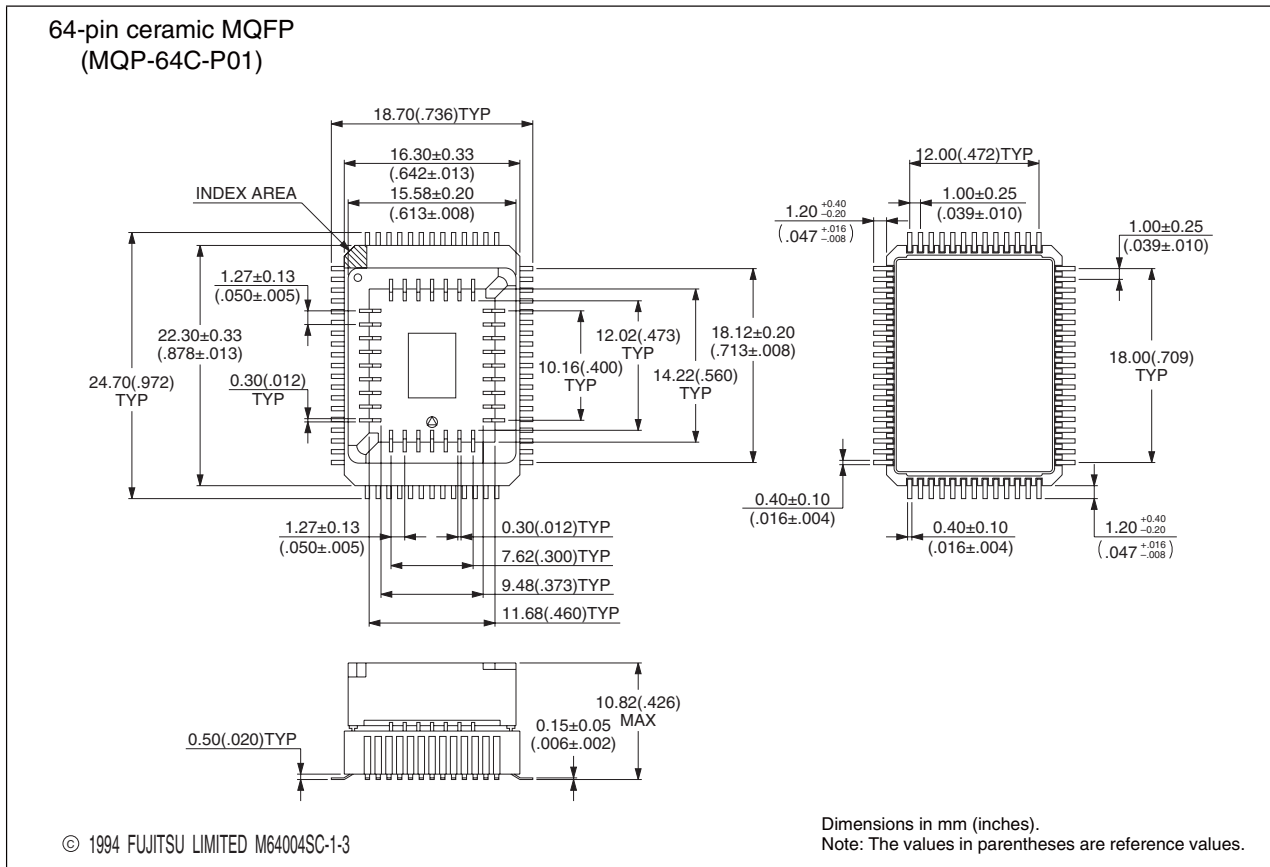 64-pin ceramic MQFP
(MQP-64C-P01)
18.70(.736)TYP
16.30±0.33
(.642±.013)
15.58±0.20
(.613±.008)
INDEX AREA
1.27±0.13
(.050±.005)
22.30±0.33
(.878±.013)
24.70(.972)
TYP
0.30(.012)
TYP
12.02(.473)
TYP
10.16(.400)
TYP
14.22(.560)
TYP
18.12±0.20
(.713±.008)
1.27±0.13
(.050±.005)
0.30(.012)TYP
7.62(.300)TYP
9.48(.373)TYP
11.68(.460)TYP
12.00(.472)TYP
1.00±0.25
(.039±.010)
1.20 +0.40 –0.20
(.047 +.016 –.008)
1.00±0.25
(.039±.010)
18.00(.709)
TYP
0.40±0.10
(.016±.004)
0.40±0.10
(.016±.004)
1.20 +0.40 –0.20
(.047 +.016 –.008)
10.82(.426)
MAX
0.15±0.05
(.006±.002)
0.50(.020)TYP
© 1994 FUJITSU LIMITED M64004SC-1-3
Dimensions in mm (inches).
Note: The values in parentheses are reference values.